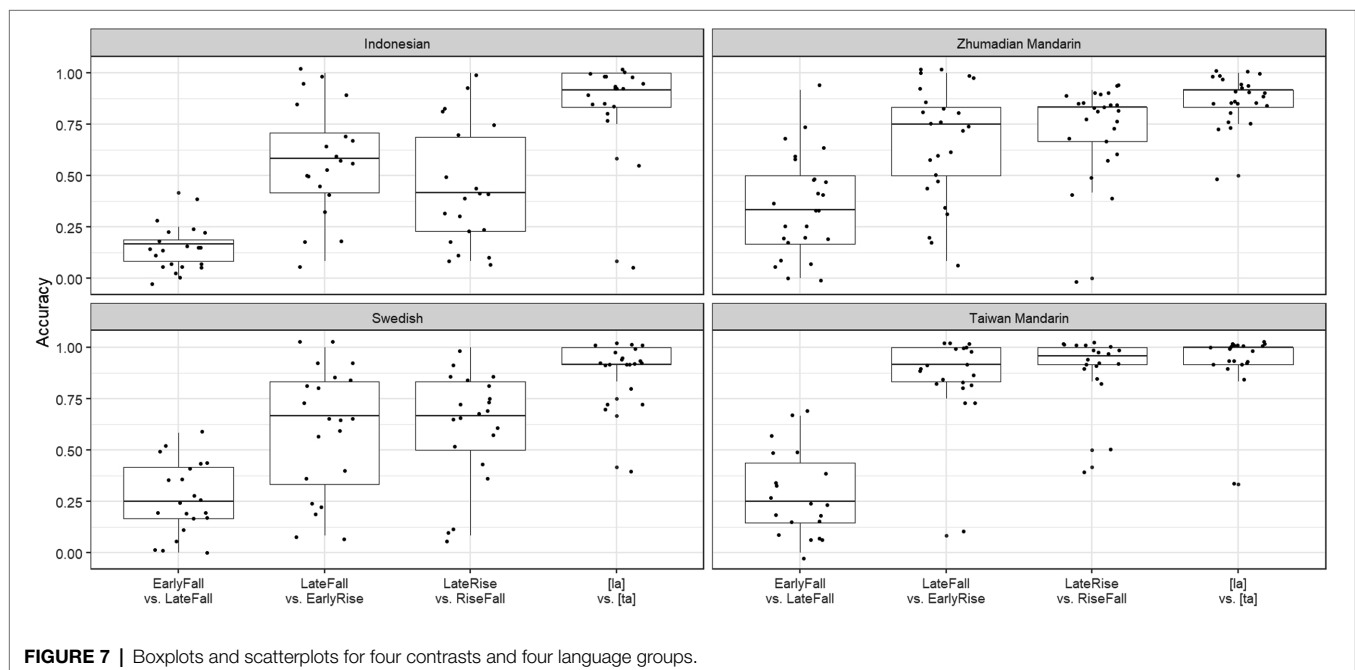 Indonesian
Zhumadian Mandarin
1.00
0.75
0.50
0.25
0.00
Accuracy
Swedish
Taiwan Mandarin
1.00
0.75
0.50
0.25
0.00
EarlyFall
vs. LateFall
LateFall
vs. EarlyRise
LateRise
vs. RiseFall
[la]
vs. [ta]
EarlyFall
vs. LateFall
LateFall
vs. EarlyRise
LateRise
vs. RiseFall
[la]
vs. [ta]
FIGURE 7 | Boxplots and scatterplots for four contrasts and four language groups.